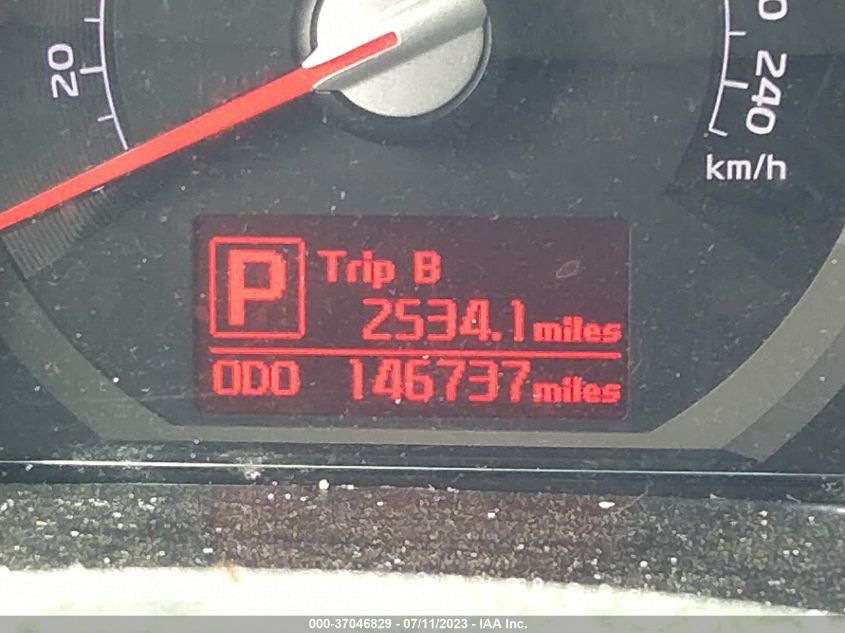 20
240
km/h
P
Trip B
2534.1 miles
ODO 146737 miles
000-37046829 - 07/11/2023 - IAA Inc.